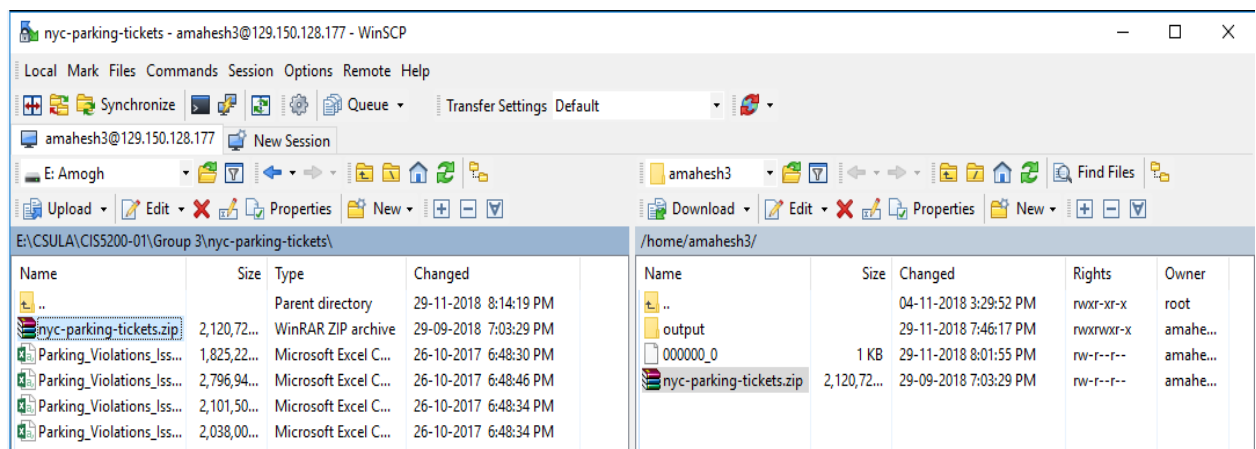 nyc-parking-tickets - amahesh3@129.150.128.177 - WinSCP
Local Mark Files Commands Session Options Remote Help
Synchronize Queue Transfer Settings Default
amahesh3@129.150.128.177 New Session
E: Amogh amahesh3 Find Files
Upload Edit Properties New Download Edit Properties New
E:\CSULA\CIS5200-01\Group 3\nyc-parking-tickets\ /home/amahesh3/
Name Size Type Changed Name Size Changed Rights Owner
.. Parent directory 29-11-2018 8:14:19 PM .. 04-11-2018 3:29:52 PM rwxr-xr-x root
nyc-parking-tickets.zip 2,120,72... WinRAR ZIP archive 29-09-2018 7:03:29 PM output 29-11-2018 7:46:17 PM rwxrwxr-x amahe...
Parking_Violations_Iss... 1,825,22... Microsoft Excel C... 26-10-2017 6:48:30 PM 000000_0 1 KB 29-11-2018 8:01:55 PM rw-r--r-- amahe...
Parking_Violations_Iss... 2,796,94... Microsoft Excel C... 26-10-2017 6:48:46 PM nyc-parking-tickets.zip 2,120,72... 29-09-2018 7:03:29 PM rw-r--r-- amahe...
Parking_Violations_Iss... 2,101,50... Microsoft Excel C... 26-10-2017 6:48:34 PM
Parking_Violations_Iss... 2,038,00... Microsoft Excel C... 26-10-2017 6:48:34 PM